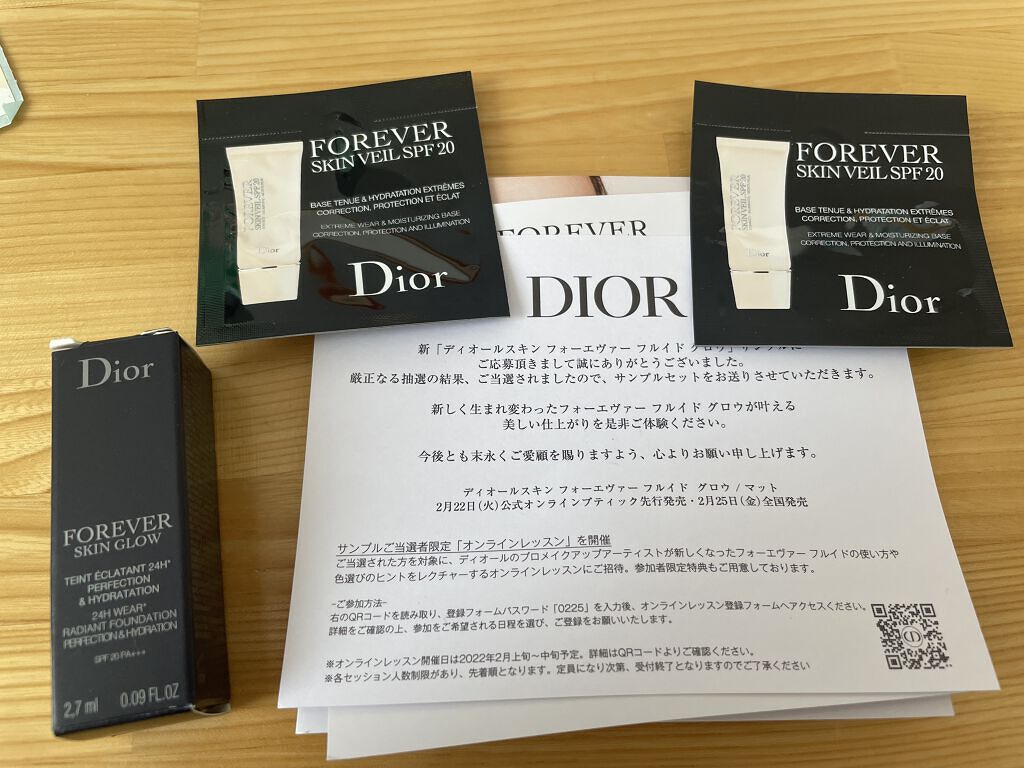 FOREVER
SKIN VEIL SPF 20
BASE TENUE & HYDRATATION EXTRÊMES
CORRECTION, PROTECTION ET ÉCLAT
EXTREME WEAR & MOISTURIZING BASE
CORRECTION, PROTECTION AND ILLUMINATION
Dior
FOREVER
SKIN VEIL SPF 20
Dior
FOREVER
SKIN VEIL SPF 20
BASE TENUE & HYDRATATION EXTRÊMES
CORRECTION, PROTECTION ET ÉCLAT
EXTREME WEAR & MOISTURIZING BASE
CORRECTION, PROTECTION AND ILLUMINATION
Dior
FOREVER
SKIN VEIL SPF 20
Dior
FOREVER
DIOR
新「ディオールスキン フォーエヴァー フルイド グロウ」サンプルに
ご応募頂きまして誠にありがとうございました。
厳正なる抽選の結果、ご当選されましたので、サンプルセットをお送りさせていただきます。
新しく生まれ変わったフォーエヴァー フルイド グロウが叶える
美しい仕上がりを是非ご体験ください。
今後とも末永くご愛顧を賜りますよう、心よりお願い申し上げます。
ディオールスキン フォーエヴァー フルイド グロウ / マット
2月22日(火)公式オンラインブティック先行発売・2月25日(金)全国発売
サンプルご当選者限定「オンラインレッスン」を開催
ご当選された方を対象に、ディオールのプロメイクアップアーティストが新しくなったフォーエヴァー フルイドの使い方や
色選びのヒントをレクチャーするオンラインレッスンにご招待。参加者限定特典もご用意しております。
-ご参加方法-
右のQRコードを読み取り、登録フォームパスワード「0225」を入力後、オンラインレッスン登録フォームへアクセスください。
詳細をご確認の上、参加をご希望される日程を選び、ご登録をお願いいたします。
※オンラインレッスン開催日は2022年2月上旬～中旬予定。詳細はQRコードよりご確認ください。
※各セッション人数制限があり、先着順となります。定員になり次第、受付終了となりますのでご了承ください
Dior
FOREVER
SKIN GLOW
TEINT ÉCLATANT 24H*
PERFECTION
& HYDRATATION
24H WEAR*
RADIANT FOUNDATION
PERFECTION & HYDRATION
SPF 20 PA+++
2,7 ml 0.09 FL.OZ